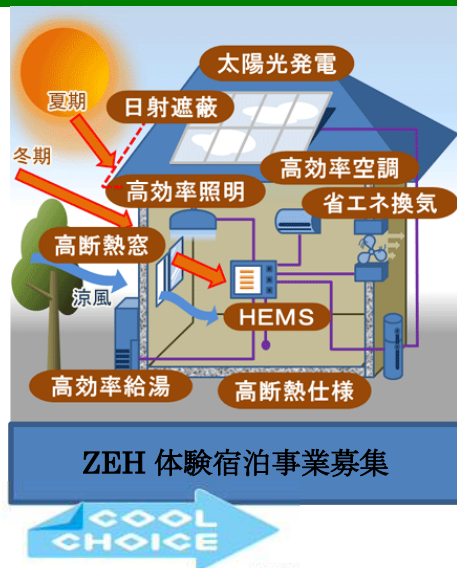 太陽光発電
夏期
日射遮蔽
冬期
高効率空調
高効率照明
省エネ換気
高断熱窓
涼風
HEMS
高効率給湯
高断熱仕様
ZEH 体験宿泊事業募集
COOL
CHOICE